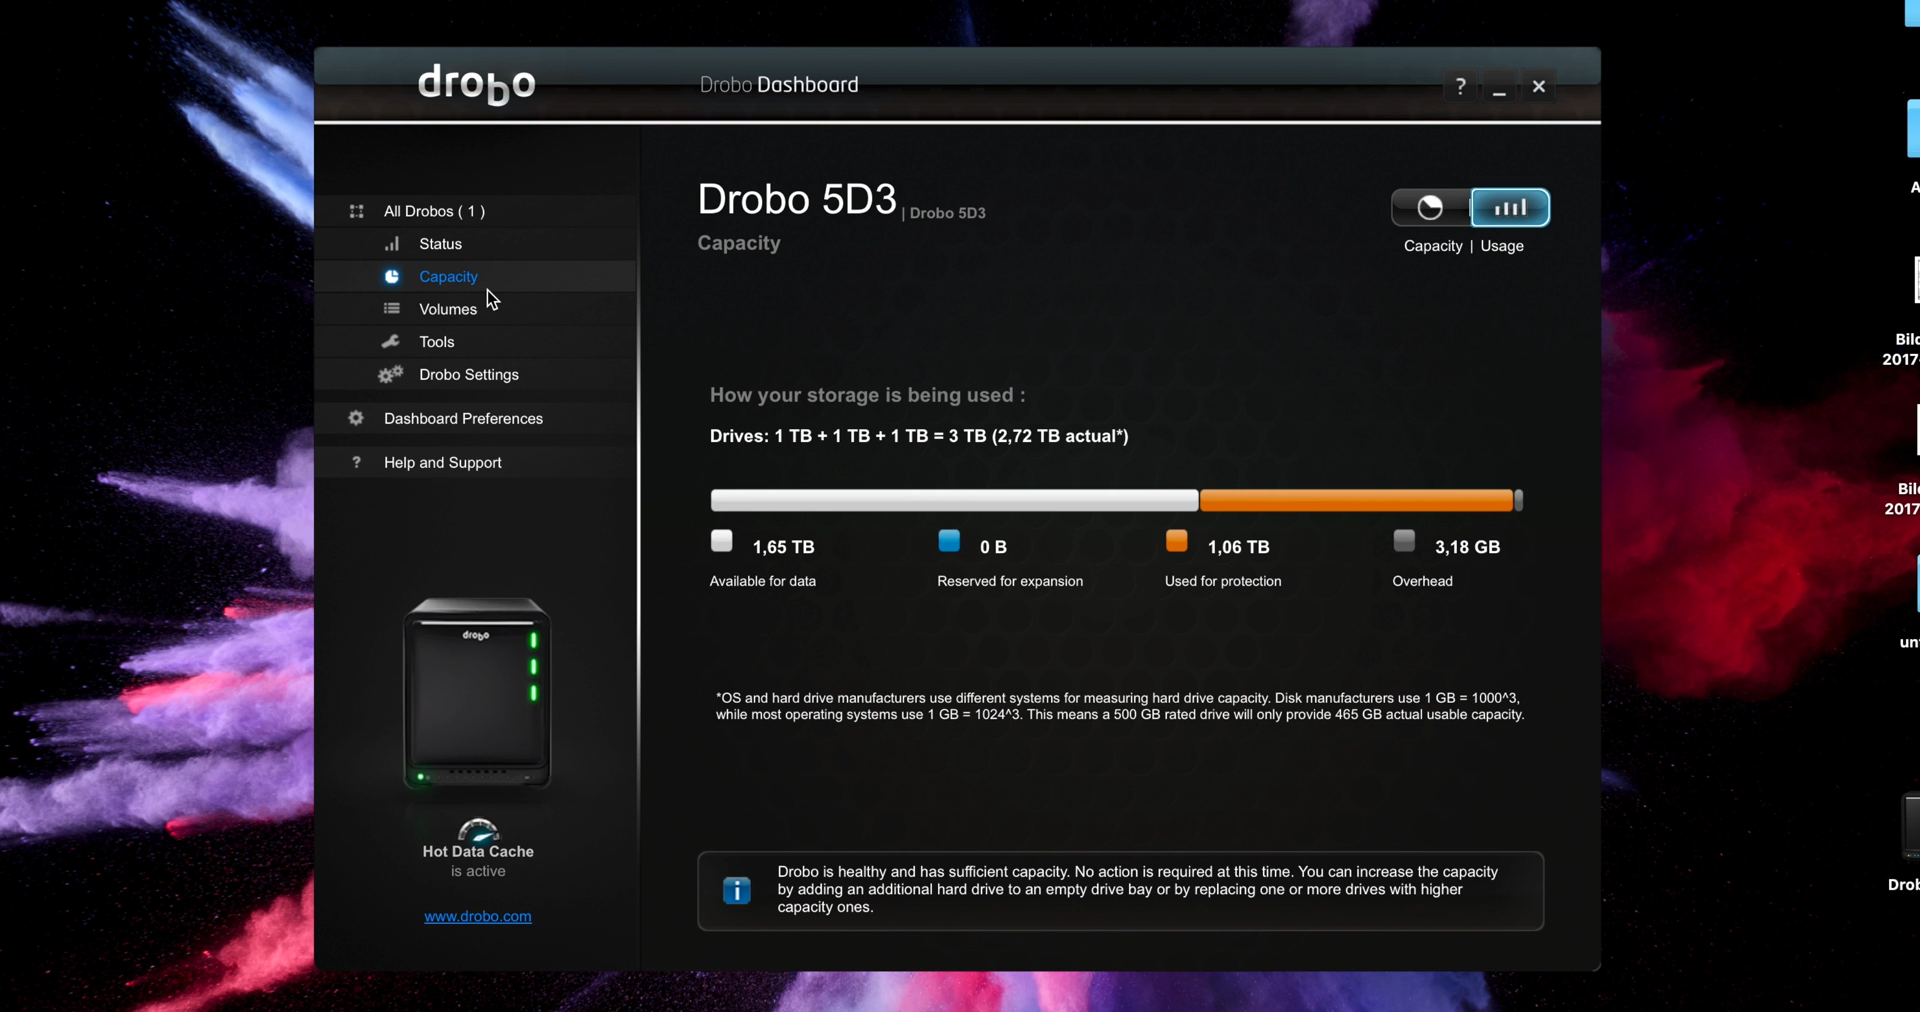 drobo
Drobo Dashboard
?
All Drobos ( 1 )
Status
Capacity
Volumes
Tools
Drobo Settings
Dashboard Preferences
? Help and Support
drobo
Hot Data Cache
is active
www.drobo.com
Drobo 5D3 | Drobo 5D3
Capacity
Capacity | Usage
How your storage is being used :
Drives: 1 TB + 1 TB + 1 TB = 3 TB (2,72 TB actual*)
1,65 TB 0 B 1,06 TB 3,18 GB
Available for data Reserved for expansion Used for protection Overhead
*OS and hard drive manufacturers use different systems for measuring hard drive capacity. Disk manufacturers use 1 GB = 1000^3,
while most operating systems use 1 GB = 1024^3. This means a 500 GB rated drive will only provide 465 GB actual usable capacity.
i
Drobo is healthy and has sufficient capacity. No action is required at this time. You can increase the capacity
by adding an additional hard drive to an empty drive bay or by replacing one or more drives with higher
capacity ones.
A
2017
2017
Drob